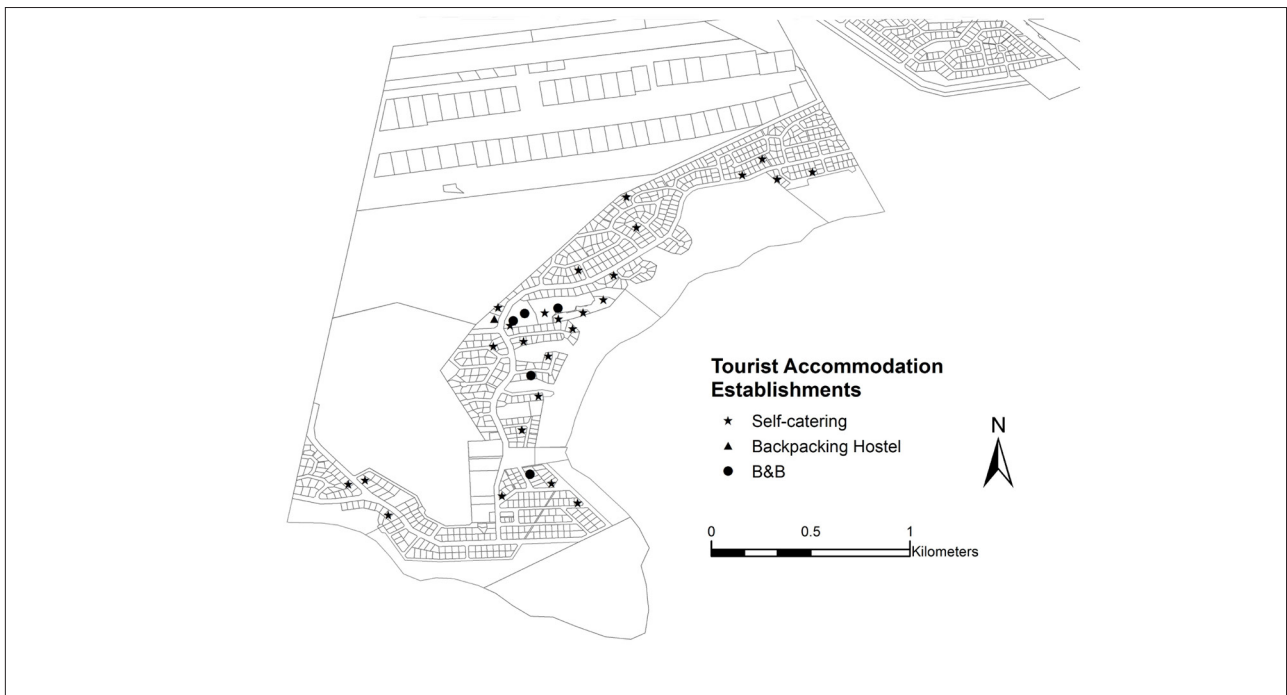 Tourist Accommodation
Establishments
Self-catering
Backpacking Hostel
B&B
N
0 0.5 1
Kilometers